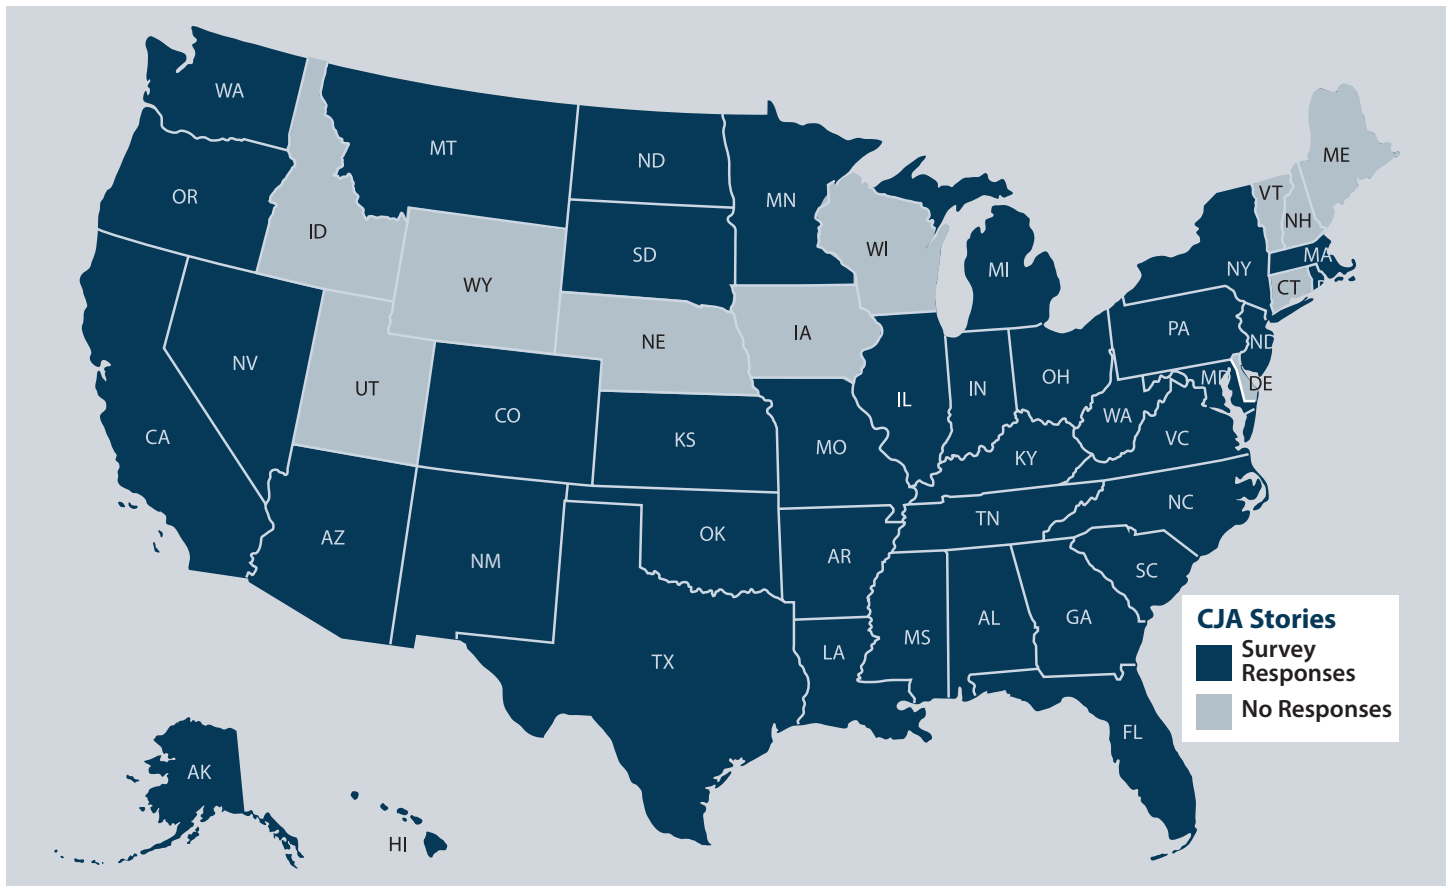 WA
MT
ND
MN
ME
VT
NH
OR
ID
SD
WI
MI
NY
MA
WY
CT
NE
IA
PA
ND
NV
UT
CO
IL
IN
OH
MD
DE
CA
KS
MO
WA
VC
KY
AZ
NM
OK
AR
TN
NC
SC
TX
LA
MS
AL
GA
FL
AK
HI
CJA Stories
Survey
Responses
No Responses